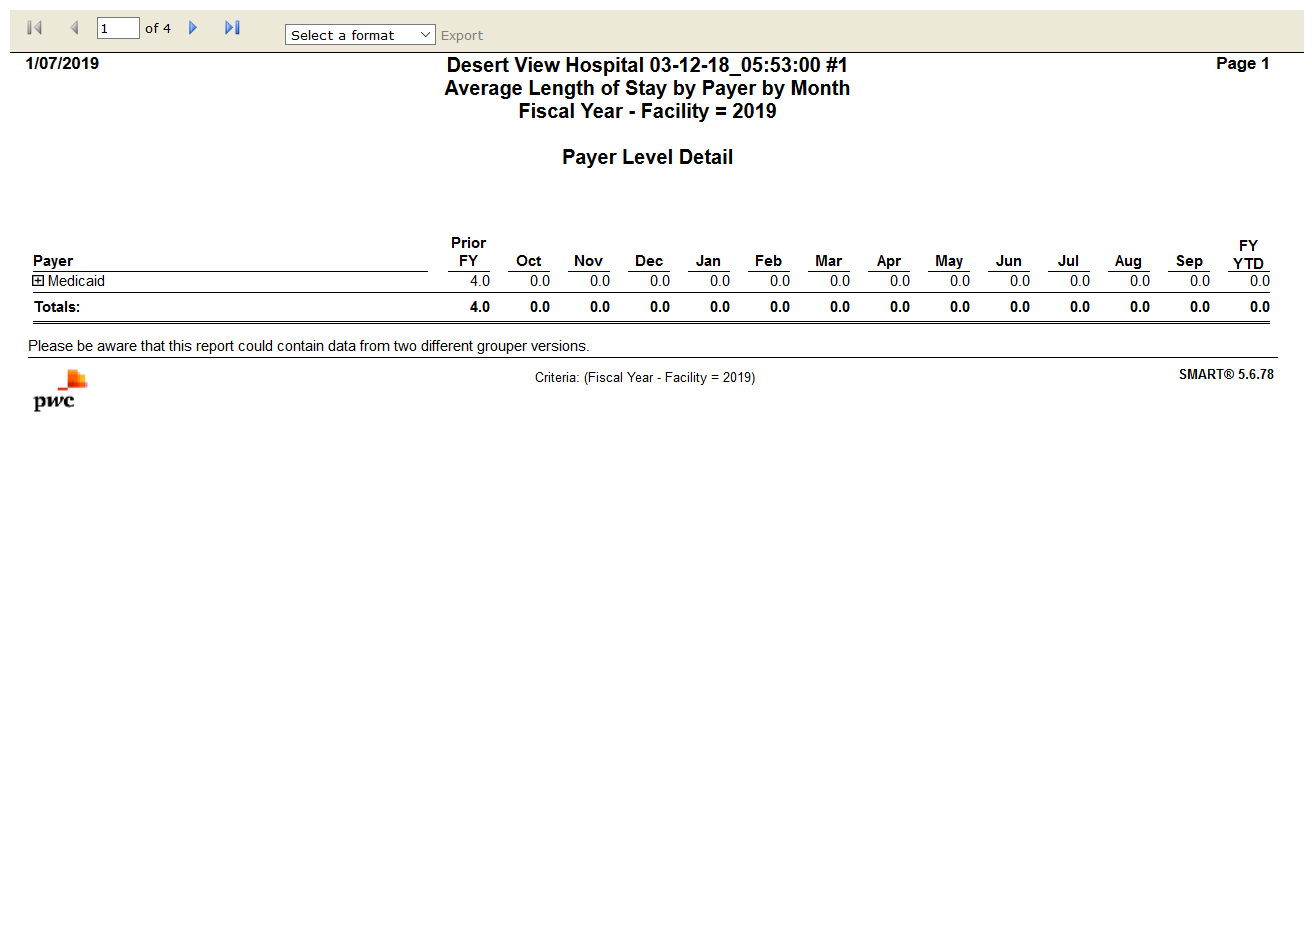 1 of 4 Select a format Export
1/07/2019 Desert View Hospital 03-12-18_05:53:00 #1 Page 1
Average Length of Stay by Payer by Month
Fiscal Year - Facility = 2019
Payer Level Detail
Payer Prior FY Oct Nov Dec Jan Feb Mar Apr May Jun Jul Aug Sep FY YTD
Medicaid 4.0 0.0 0.0 0.0 0.0 0.0 0.0 0.0 0.0 0.0 0.0 0.0 0.0 0.0
Totals: 4.0 0.0 0.0 0.0 0.0 0.0 0.0 0.0 0.0 0.0 0.0 0.0 0.0 0.0
Please be aware that this report could contain data from two different grouper versions.
pwc Criteria: (Fiscal Year - Facility = 2019) SMART® 5.6.78